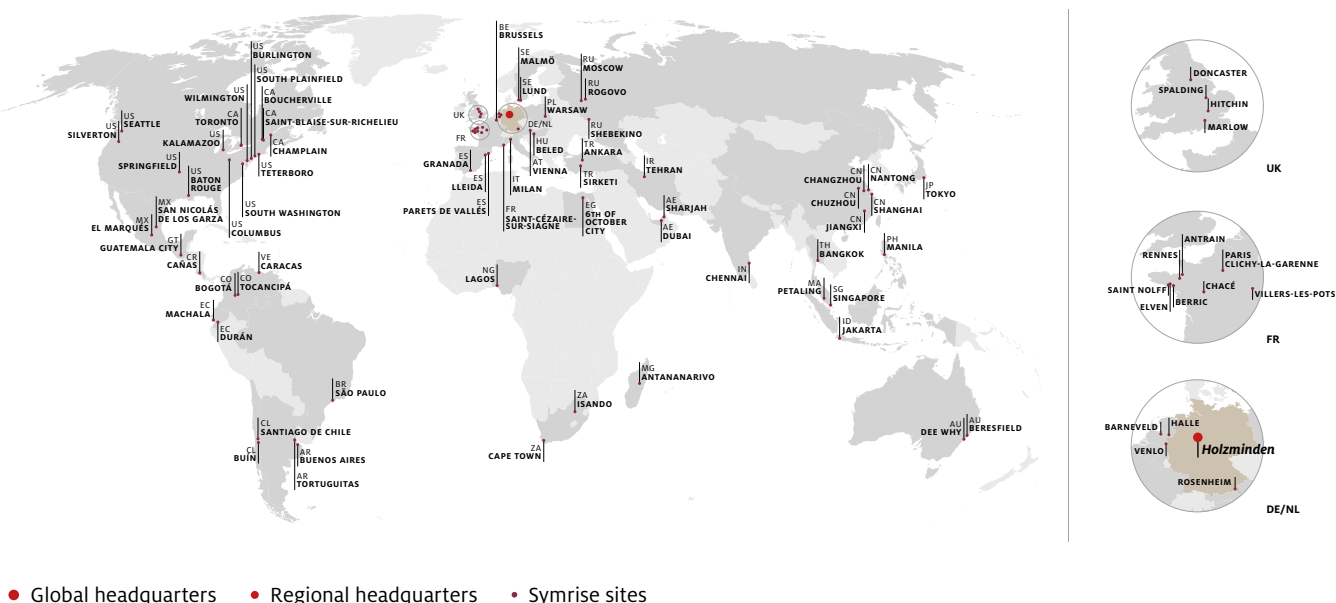 BE
BRUSSELS
US
BURLINGTON
SE
MALMÖ
RU
MOSCOW
US
SOUTH PLAINFIELD
SE
LUND
RU
ROGOVO
US
WILMINGTON
CA
BOUCHERVILLE
PL
WARSAW
UK
US
SEATTLE
SILVERTON
CA
TORONTO
CA
SAINT-BLAISE-SUR-RICHELIEU
DE/NL
RU
SHEBEKINO
FR
US
KALAMAZOO
CA
CHAMPLAIN
HU
BELED
TR
ANKARA
US
SPRINGFIELD
US
TETERBORO
ES
GRANADA
AT
VIENNA
IR
TEHRAN
US
BATON
ROUGE
ES
LLEIDA
IT
MILAN
TR
SIRKETI
CN
CHANGZHOU
CN
NANTONG
JP
TOKYO
MX
SAN NICOLÁS
DE LOS GARZA
US
SOUTH WASHINGTON
ES
PARETS DE VALLÉS
FR
SAINT-CÉZAIRE-
SUR-SIAGNE
EG
6TH OF
OCTOBER
CITY
AE
SHARJAH
CN
CHUZHOU
CN
SHANGHAI
MX
EL MARQUÉS
US
COLUMBUS
AE
DUBAI
CN
JIANGXI
GT
GUATEMALA CITY
PH
MANILA
CR
CAÑAS
VE
CARACAS
TH
BANGKOK
NG
LAGOS
IN
CHENNAI
CO
BOGOTÁ
CO
TOCANCIPÁ
MA
PETALING
SG
SINGAPORE
EC
MACHALA
EC
DURÁN
ID
JAKARTA
MG
ANTANANARIVO
BR
SÃO PAULO
ZA
ISANDO
CL
SANTIAGO DE CHILE
AU
DEE WHY
AU
BERESFIELD
CL
BUIN
AR
BUENOS AIRES
ZA
CAPE TOWN
AR
TORTUGUITAS
DONCASTER
SPALDING
HITCHIN
MARLOW
UK
ANTRAIN
RENNES
PARIS
CLICHY-LA-GARENNE
SAINT NOLFF
CHACÉ
VILLERS-LES-POTS
ELVEN
BERRIC
FR
BARNEVELD
HALLE
VENLO
Holzminden
ROSENHEIM
DE/NL
Global headquarters
Regional headquarters
Symrise sites